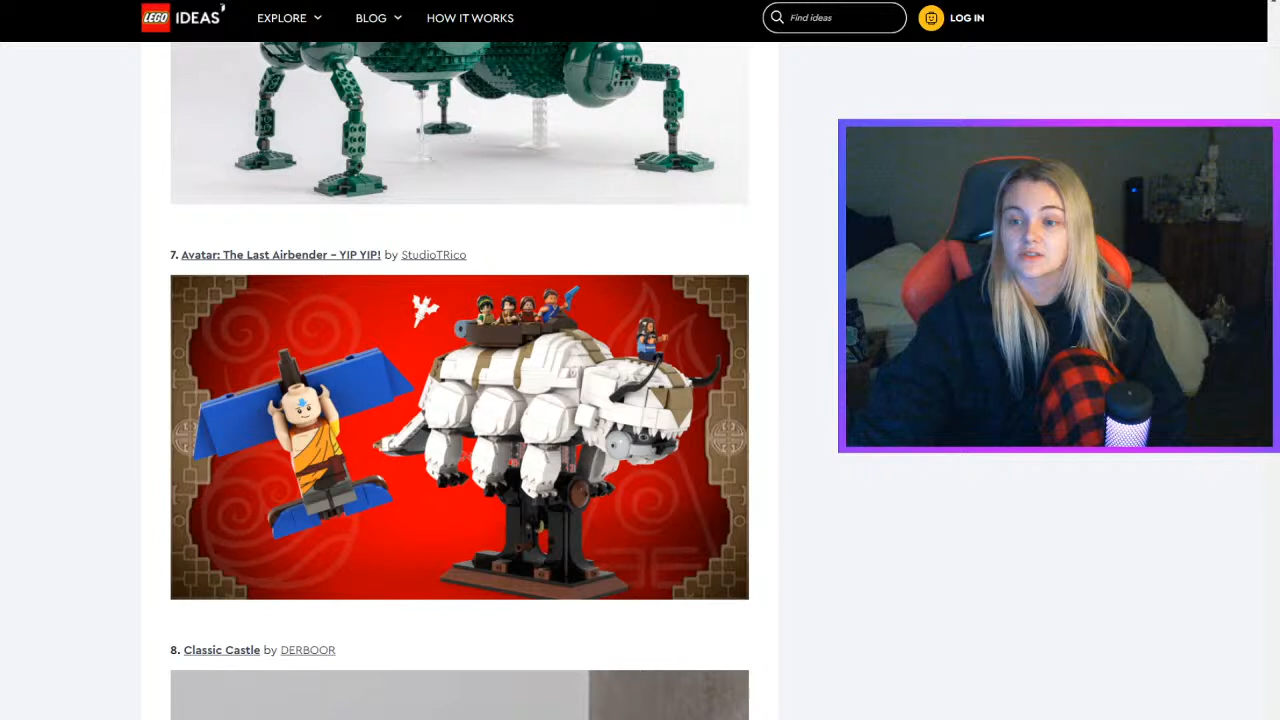 LEGO IDEAS EXPLORE BLOG HOW IT WORKS Find ideas LOG IN
7. Avatar: The Last Airbender – YIP YIP! by StudioTRico
8. Classic Castle by DERBOOR